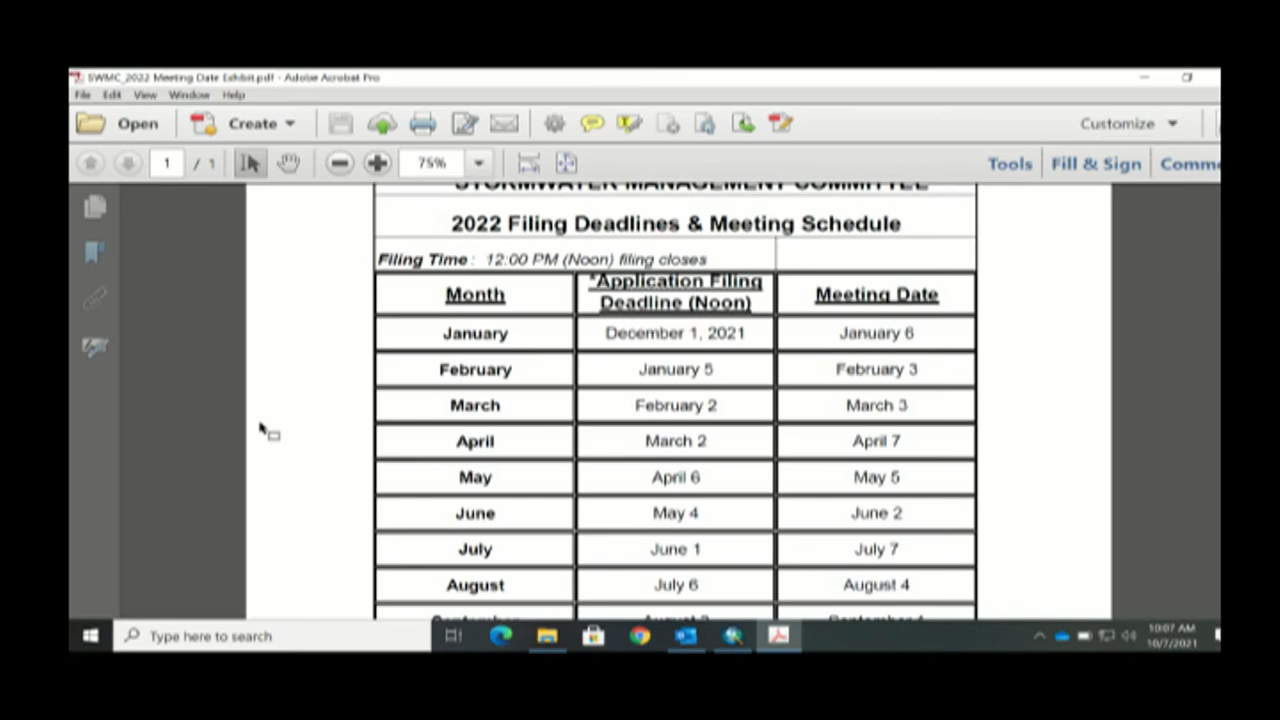 SWMC_2022 Meeting Date Exhibit.pdf - Adobe Acrobat Pro
File Edit View Window Help
Open Create Customize
1 / 1 75% Tools Fill & Sign Comme
STORMWATER MANAGEMENT COMMITTEE
2022 Filing Deadlines & Meeting Schedule
Filing Time: 12:00 PM (Noon) filing closes
Month *Application Filing Deadline (Noon) Meeting Date
January December 1, 2021 January 6
February January 5 February 3
March February 2 March 3
April March 2 April 7
May April 6 May 5
June May 4 June 2
July June 1 July 7
August July 6 August 4
Type here to search 10:07 AM
10/7/2021